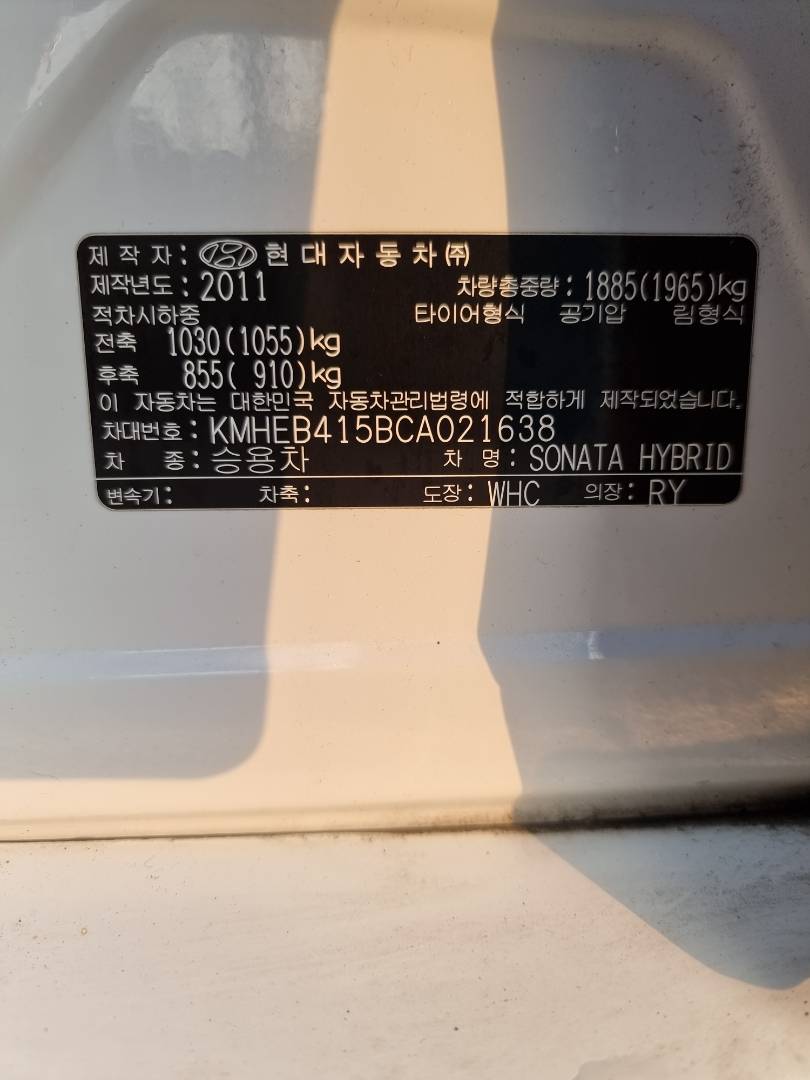 제 작 자 : 현 대 자 동 차 ㈜
제작년도 : 2011 차량총중량 : 1885(1965)kg
적차시하중 타이어형식 공기압 림형식
전축 1030(1055)kg
후축 855( 910)kg
이 자동차는 대한민국 자동차관리법령에 적합하게 제작되었습니다.
차대번호 : KMHEB415BCA021638
차 종 : 승용차 차 명 : SONATA HYBRID
변속기 : 차축 : 도장 : WHC 의장 : RY